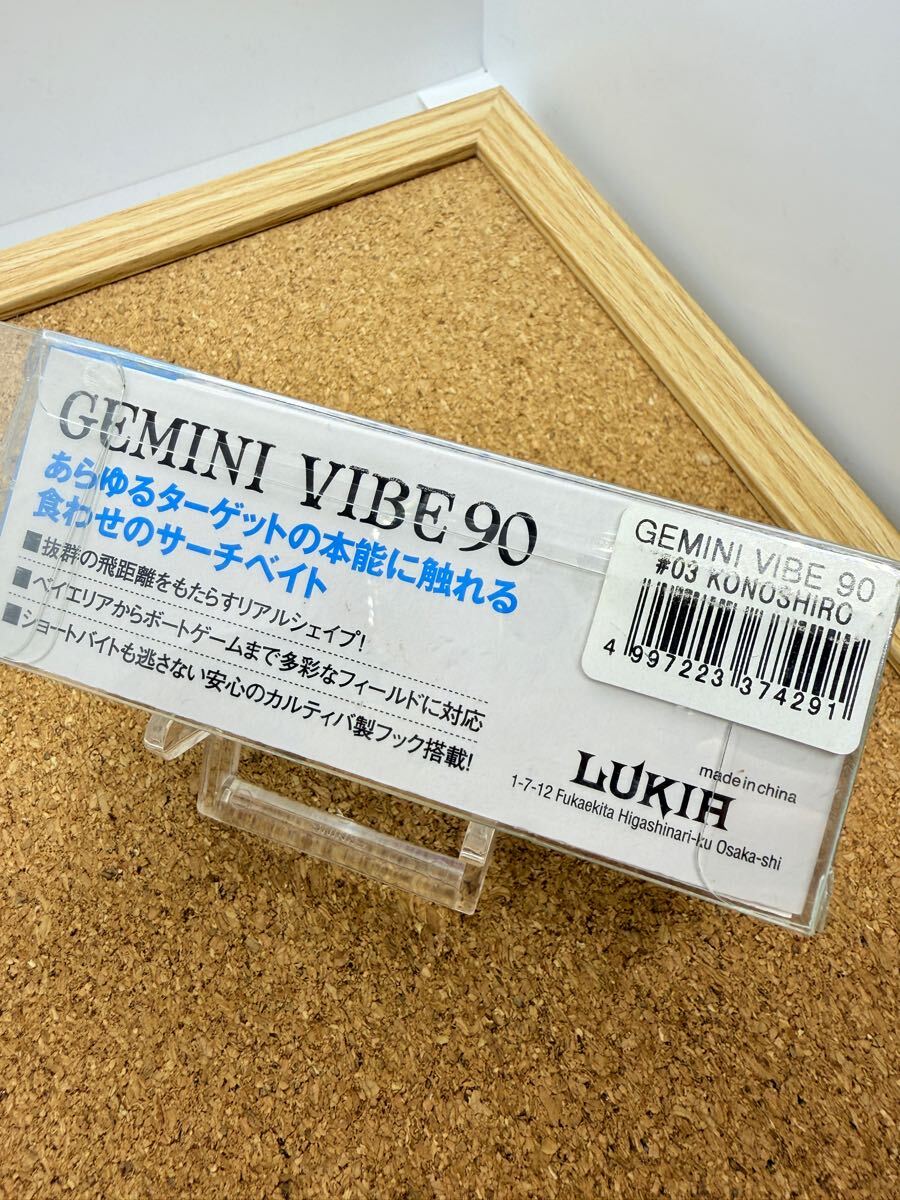 GEMINI VIBE 90
あらゆるターゲットの本能に触れる
食わせのサーチベイト
■抜群の飛距離をもたらすリアルシェイプ!
■ベイエリアからボートゲームまで多彩なフィールドに対応
■ショートバイトも逃さない安心のカルティバ製フック搭載!
GEMINI VIBE 90
#03 KONOSHIRO
4 997223 374291
LUKIA
made in china
1-7-12 Fukaekita Higashinari-ku Osaka-shi